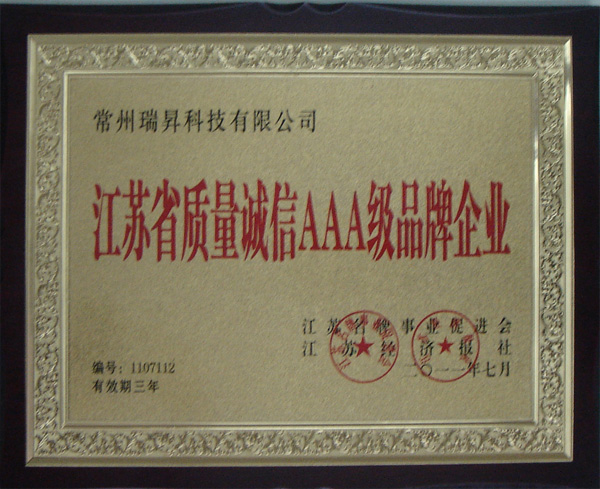 常州瑞昇科技有限公司
江苏省质量诚信AAA级品牌企业
江苏名牌事业促进会
江苏经济报社
二〇一一年七月
编号：1107112
有效期三年